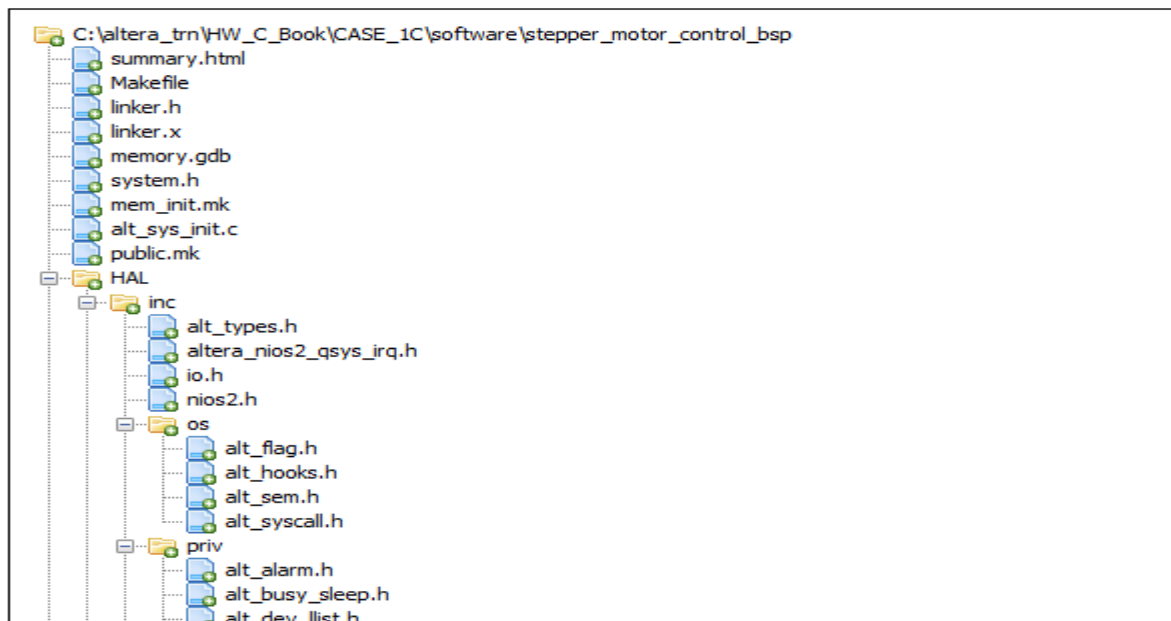 C:\altera_trn\HW_C_Book\CASE_1C\software\stepper_motor_control_bsp
summary.html
Makefile
linker.h
linker.x
memory.gdb
system.h
mem_init.mk
alt_sys_init.c
public.mk
HAL
inc
alt_types.h
altera_nios2_qsys_irq.h
io.h
nios2.h
os
alt_flag.h
alt_hooks.h
alt_sem.h
alt_syscall.h
priv
alt_alarm.h
alt_busy_sleep.h
alt_dev_llist.h